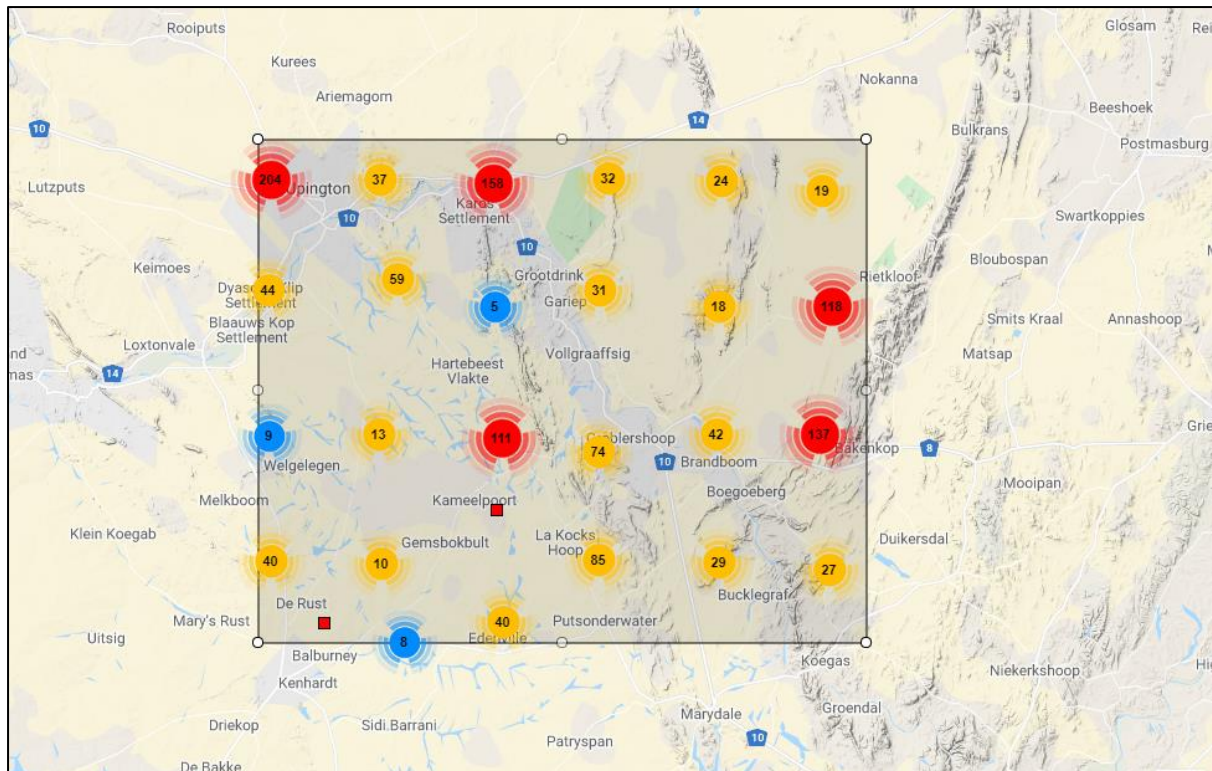 Rooiputs
Glosam
Rei
Kurees
Nokanna
Ariemagom
Beeshoek
14
10
Bulkrans
Postmasburg
204
37
158
32
24
19
Lutzputs
Upington
Settlement
10
Swartkoppies
Keimoes
44
59
10
Grootdrink
Bloubospan
Rietkloof
Settlement
5
Gariep
31
18
118
Blaauws Kop
Settlement
Smits Kraal
Annashoop
Loxtonvale
Vollgraaffsig
Matsap
nd
mas
14
Hartebeest
Vlakte
9
13
111
74
42
137
Grie
Bakenkop
8
Welgelegen
10
Brandboom
Melkboom
Kameelpoort
Boegoeberg
Mooipan
Klein Koegab
La Kocks
Hoop
Duikersdal
Gemsbokbult
40
10
85
29
27
Bucklegraf
De Rust
Mary's Rust
40
Putsonderwater
Uitsig
8
Balburney
Koegas
Niekerkshoop
Hi
Kenhardt
Groendal
Driekop
Sidi Barrani
Marydale
10
Patryspan
De Bakke